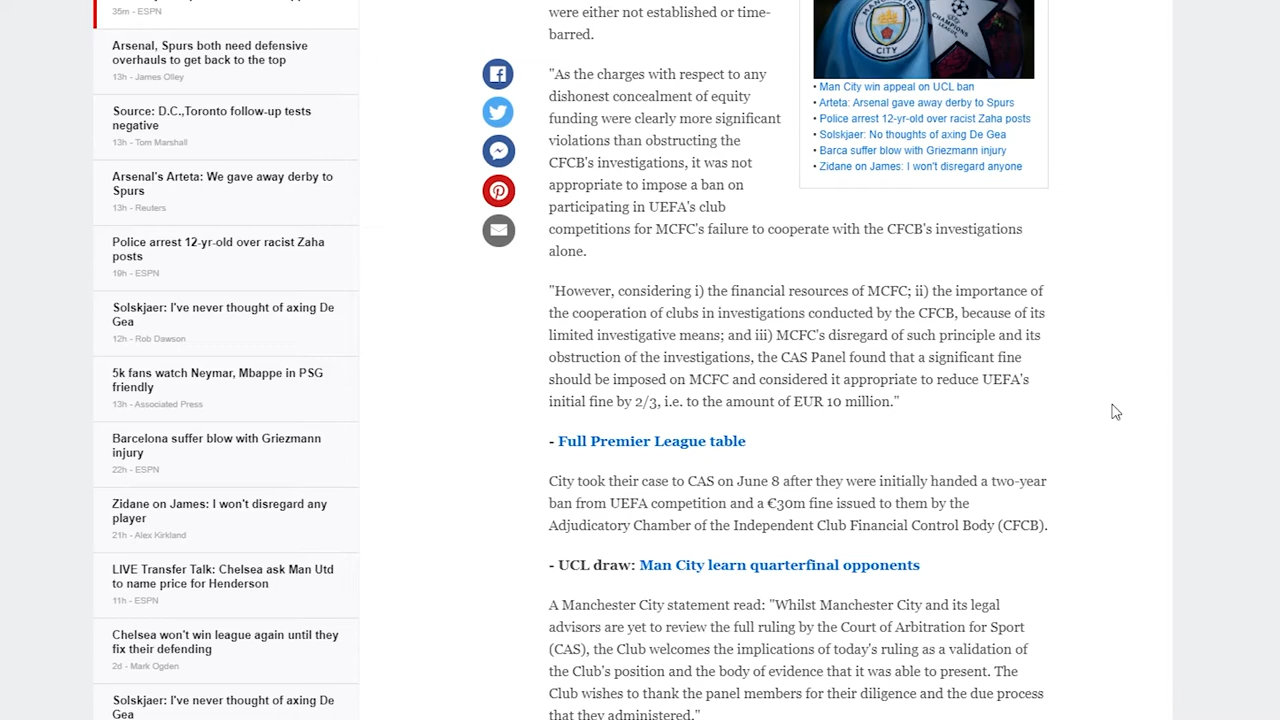 35m - ESPN
Arsenal, Spurs both need defensive
overhauls to get back to the top
13h - James Olley
Source: D.C.,Toronto follow-up tests
negative
13h - Tom Marshall
Arsenal's Arteta: We gave away derby to
Spurs
13h - Reuters
Police arrest 12-yr-old over racist Zaha
posts
19h - ESPN
Solskjaer: I've never thought of axing De
Gea
12h - Rob Dawson
5k fans watch Neymar, Mbappe in PSG
friendly
13h - Associated Press
Barcelona suffer blow with Griezmann
injury
22h - ESPN
Zidane on James: I won't disregard any
player
21h - Alex Kirkland
LIVE Transfer Talk: Chelsea ask Man Utd
to name price for Henderson
11h - ESPN
Chelsea won't win league again until they
fix their defending
2d - Mark Ogden
Solskjaer: I've never thought of axing De
Gea
were either not established or time-
barred.
"As the charges with respect to any
dishonest concealment of equity
funding were clearly more significant
violations than obstructing the
CFCB's investigations, it was not
appropriate to impose a ban on
participating in UEFA's club
competitions for MCFC's failure to cooperate with the CFCB's investigations
alone.
"However, considering i) the financial resources of MCFC; ii) the importance of
the cooperation of clubs in investigations conducted by the CFCB, because of its
limited investigative means; and iii) MCFC's disregard of such principle and its
obstruction of the investigations, the CAS Panel found that a significant fine
should be imposed on MCFC and considered it appropriate to reduce UEFA's
initial fine by 2/3, i.e. to the amount of EUR 10 million."
- Full Premier League table
City took their case to CAS on June 8 after they were initially handed a two-year
ban from UEFA competition and a €30m fine issued to them by the
Adjudicatory Chamber of the Independent Club Financial Control Body (CFCB).
- UCL draw: Man City learn quarterfinal opponents
A Manchester City statement read: "Whilst Manchester City and its legal
advisors are yet to review the full ruling by the Court of Arbitration for Sport
(CAS), the Club welcomes the implications of today's ruling as a validation of
the Club's position and the body of evidence that it was able to present. The
Club wishes to thank the panel members for their diligence and the due process
that they administered."
MANCHESTER
CITY
CHAMPIONS
LEAGUE
• Man City win appeal on UCL ban
• Arteta: Arsenal gave away derby to Spurs
• Police arrest 12-yr-old over racist Zaha posts
• Solskjaer: No thoughts of axing De Gea
• Barca suffer blow with Griezmann injury
• Zidane on James: I won't disregard anyone